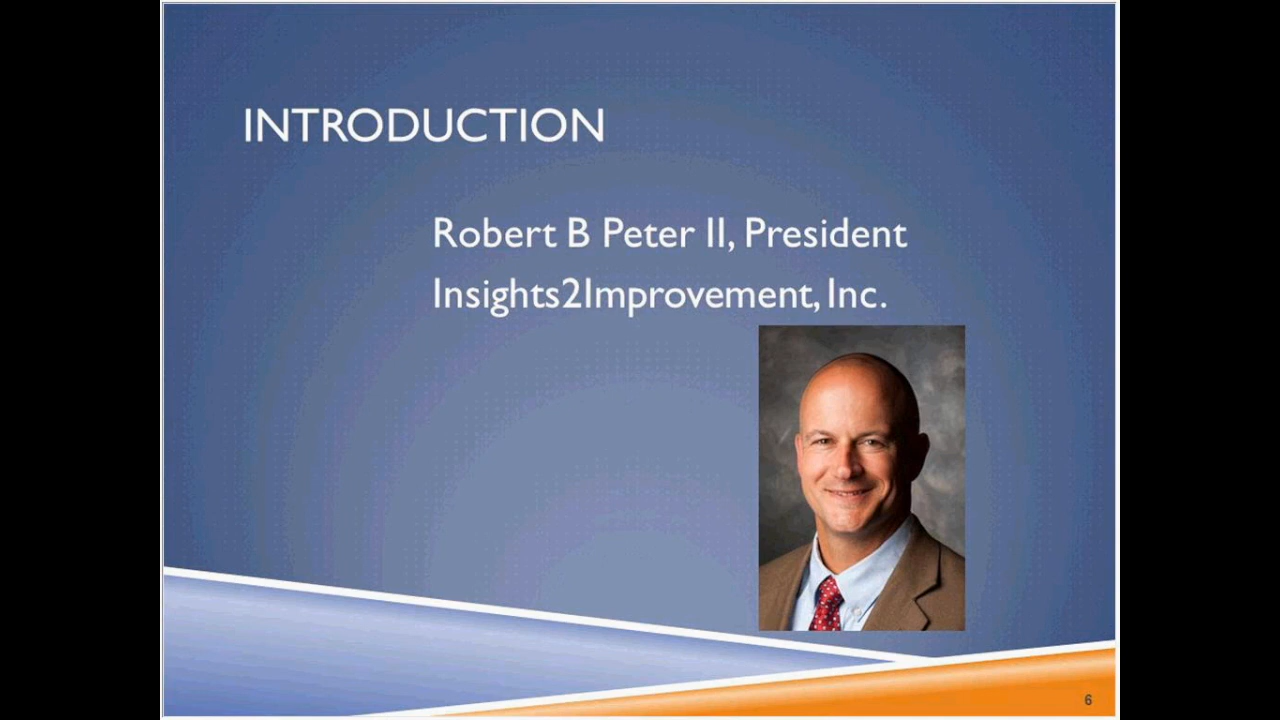 INTRODUCTION
Robert B Peter II, President
Insights2Improvement, Inc.
6